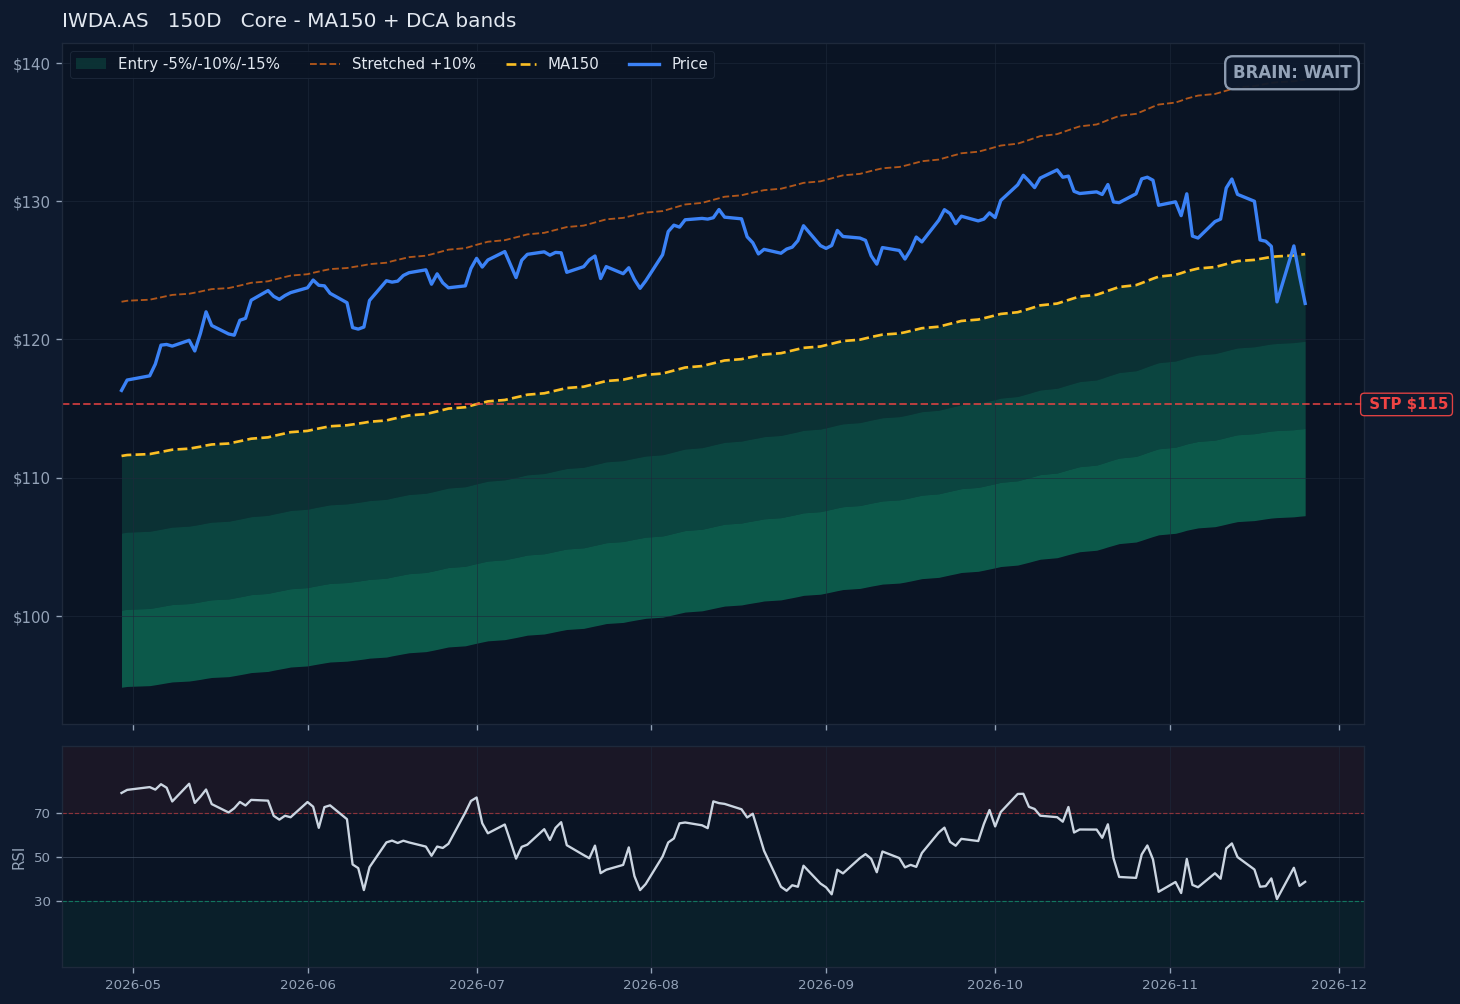 IWDA.AS   150D   Core - MA150 + DCA bands
Entry -5%/-10%/-15%
Stretched +10%
MA150
Price
BRAIN: WAIT
$140
$130
$120
$110
$100
STP $115
RSI
70
50
30
2026-05
2026-06
2026-07
2026-08
2026-09
2026-10
2026-11
2026-12